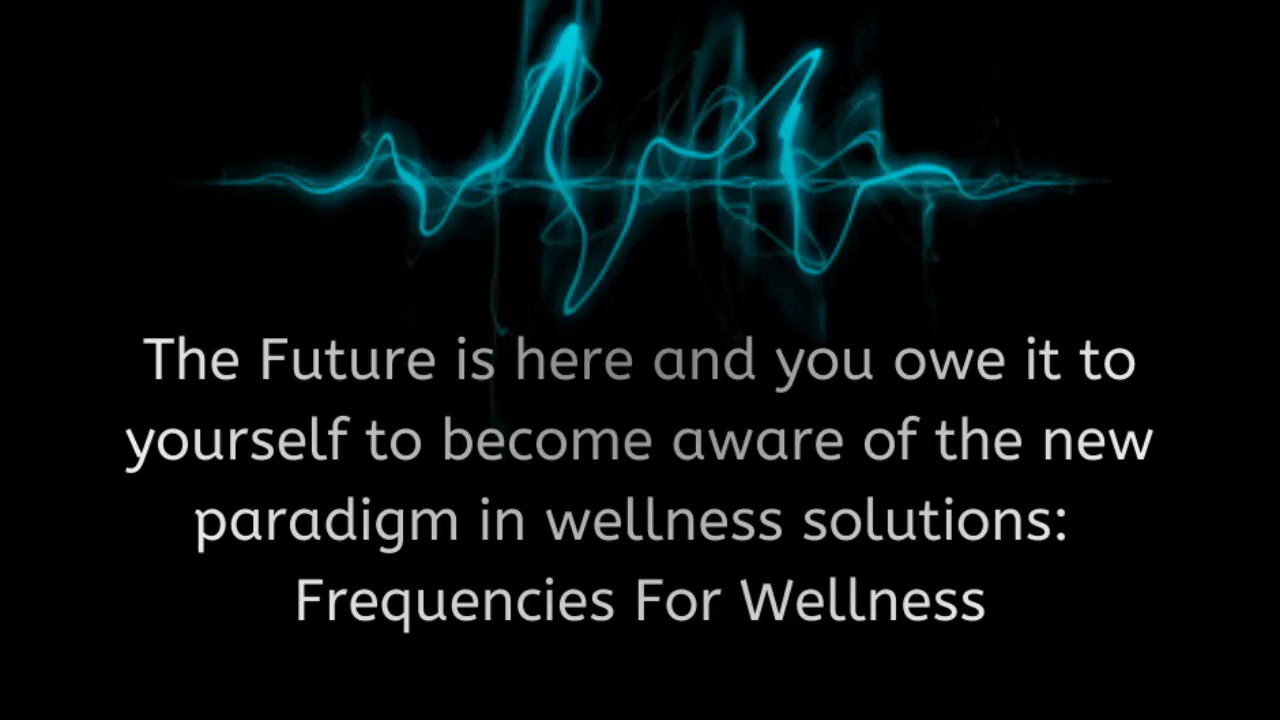 The Future is here and you owe it to
yourself to become aware of the new
paradigm in wellness solutions:
Frequencies For Wellness